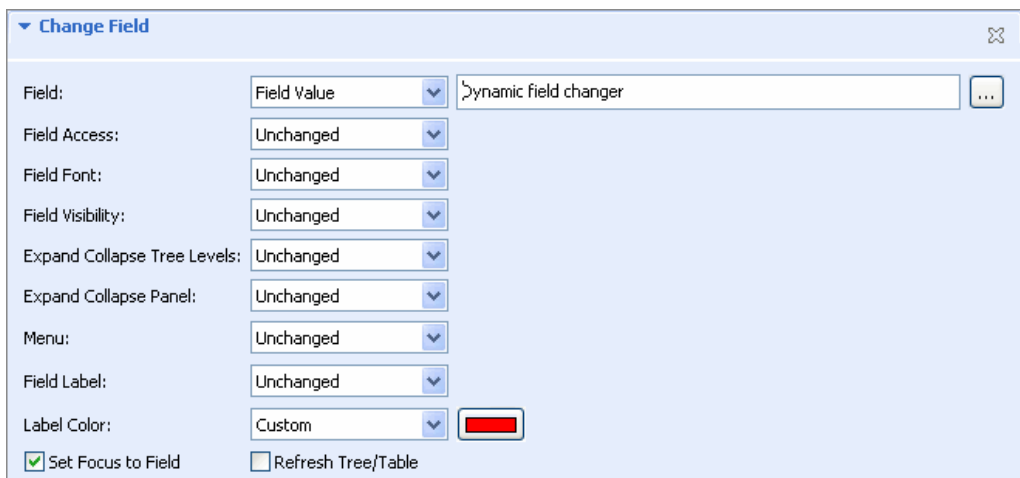 Change Field
Field: Field Value Dynamic field changer ...
Field Access: Unchanged
Field Font: Unchanged
Field Visibility: Unchanged
Expand Collapse Tree Levels: Unchanged
Expand Collapse Panel: Unchanged
Menu: Unchanged
Field Label: Unchanged
Label Color: Custom
Set Focus to Field Refresh Tree/Table